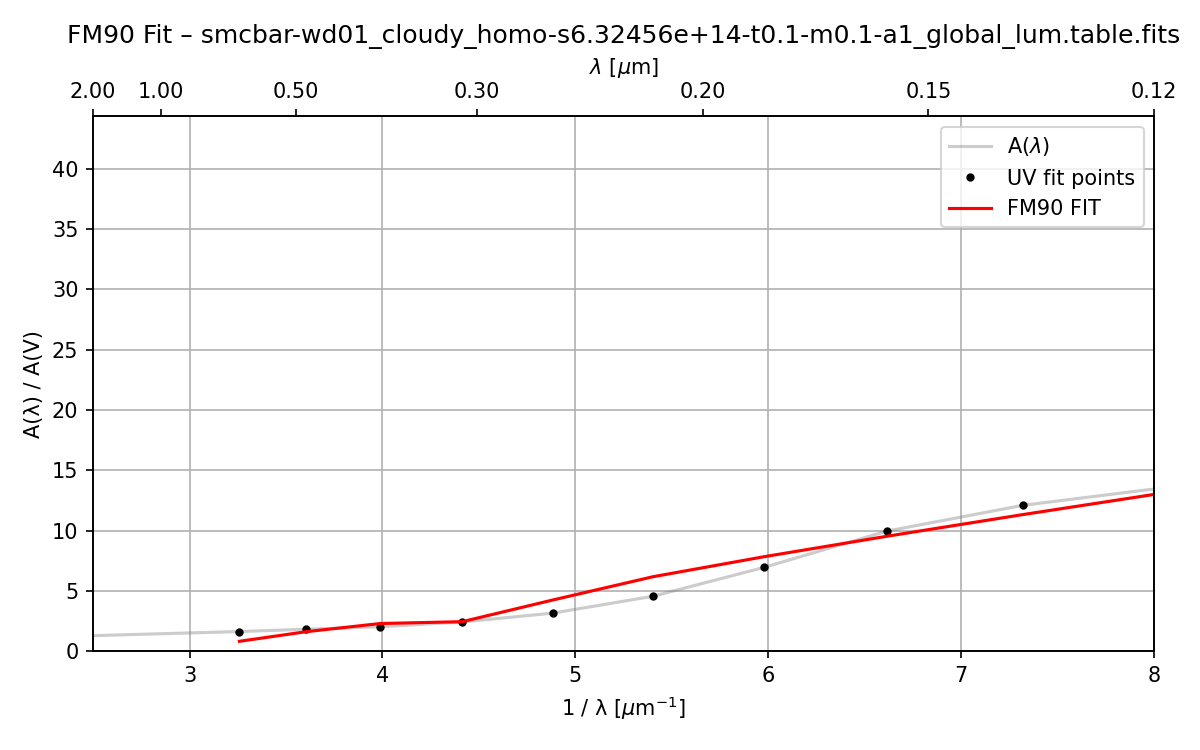 FM90 Fit – smcbar-wd01_cloudy_homo-s6.32456e+14-t0.1-m0.1-a1_global_lum.table.fits
λ [μm]
2.00 1.00 0.50 0.30 0.20 0.15 0.12
A(λ)
UV fit points
FM90 FIT
A(λ) / A(V)
40
35
30
25
20
15
10
5
0
3 4 5 6 7 8
1 / λ [μm⁻¹]